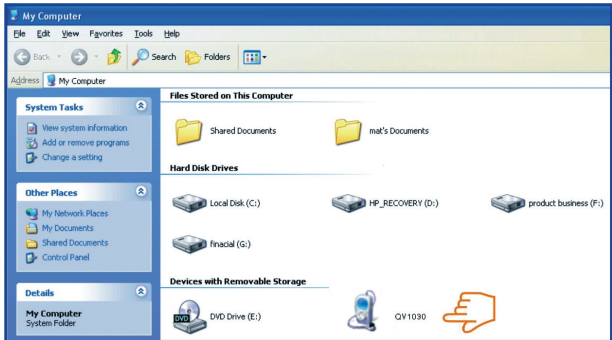 My Computer
File Edit View Favorites Tools Help
Back Search Folders
Address My Computer
System Tasks
View system information
Add or remove programs
Change a setting
Other Places
My Network Places
My Documents
Shared Documents
Control Panel
Details
My Computer
System Folder
Files Stored on This Computer
Shared Documents mat's Documents
Hard Disk Drives
Local Disk (C:) HP_RECOVERY (D:) product business (F:)
finacial (G:)
Devices with Removable Storage
DVD
DVD Drive (E:) QV1030